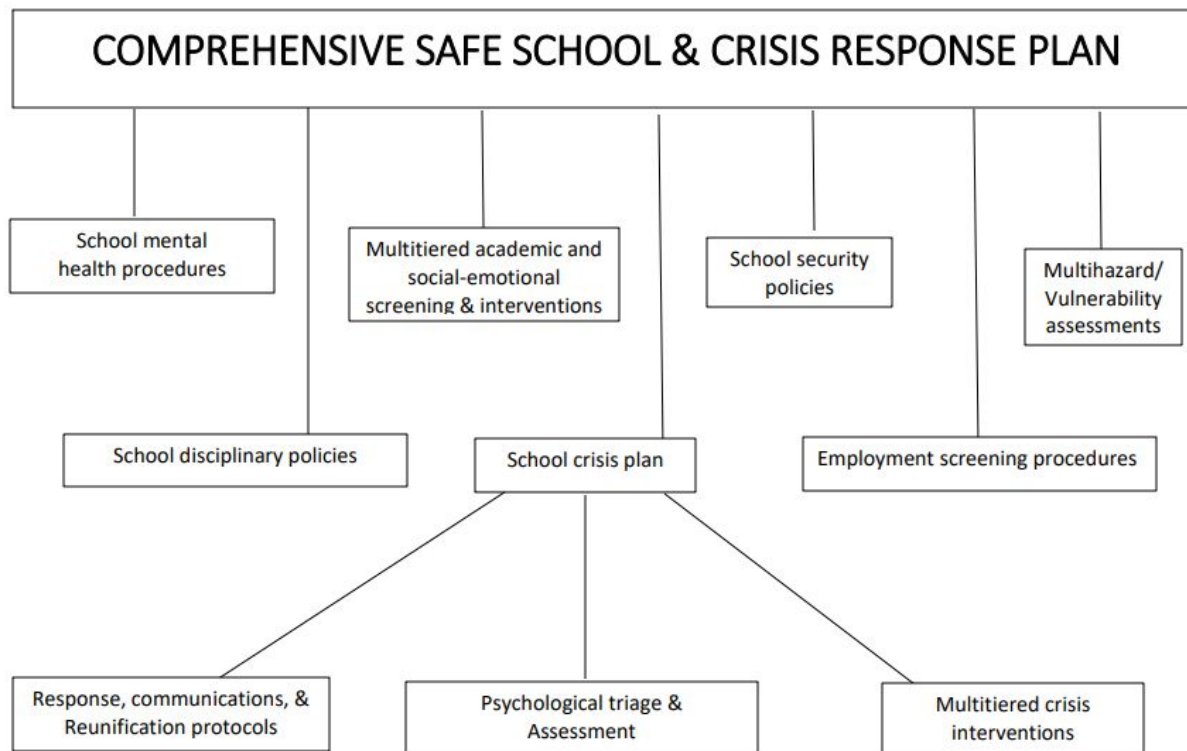 COMPREHENSIVE SAFE SCHOOL & CRISIS RESPONSE PLAN
School mental
health procedures
Multitiered academic and
social-emotional
screening & interventions
School security
policies
Multihazard/
Vulnerability
assessments
School disciplinary policies
School crisis plan
Employment screening procedures
Response, communications, &
Reunification protocols
Psychological triage &
Assessment
Multitiered crisis
interventions